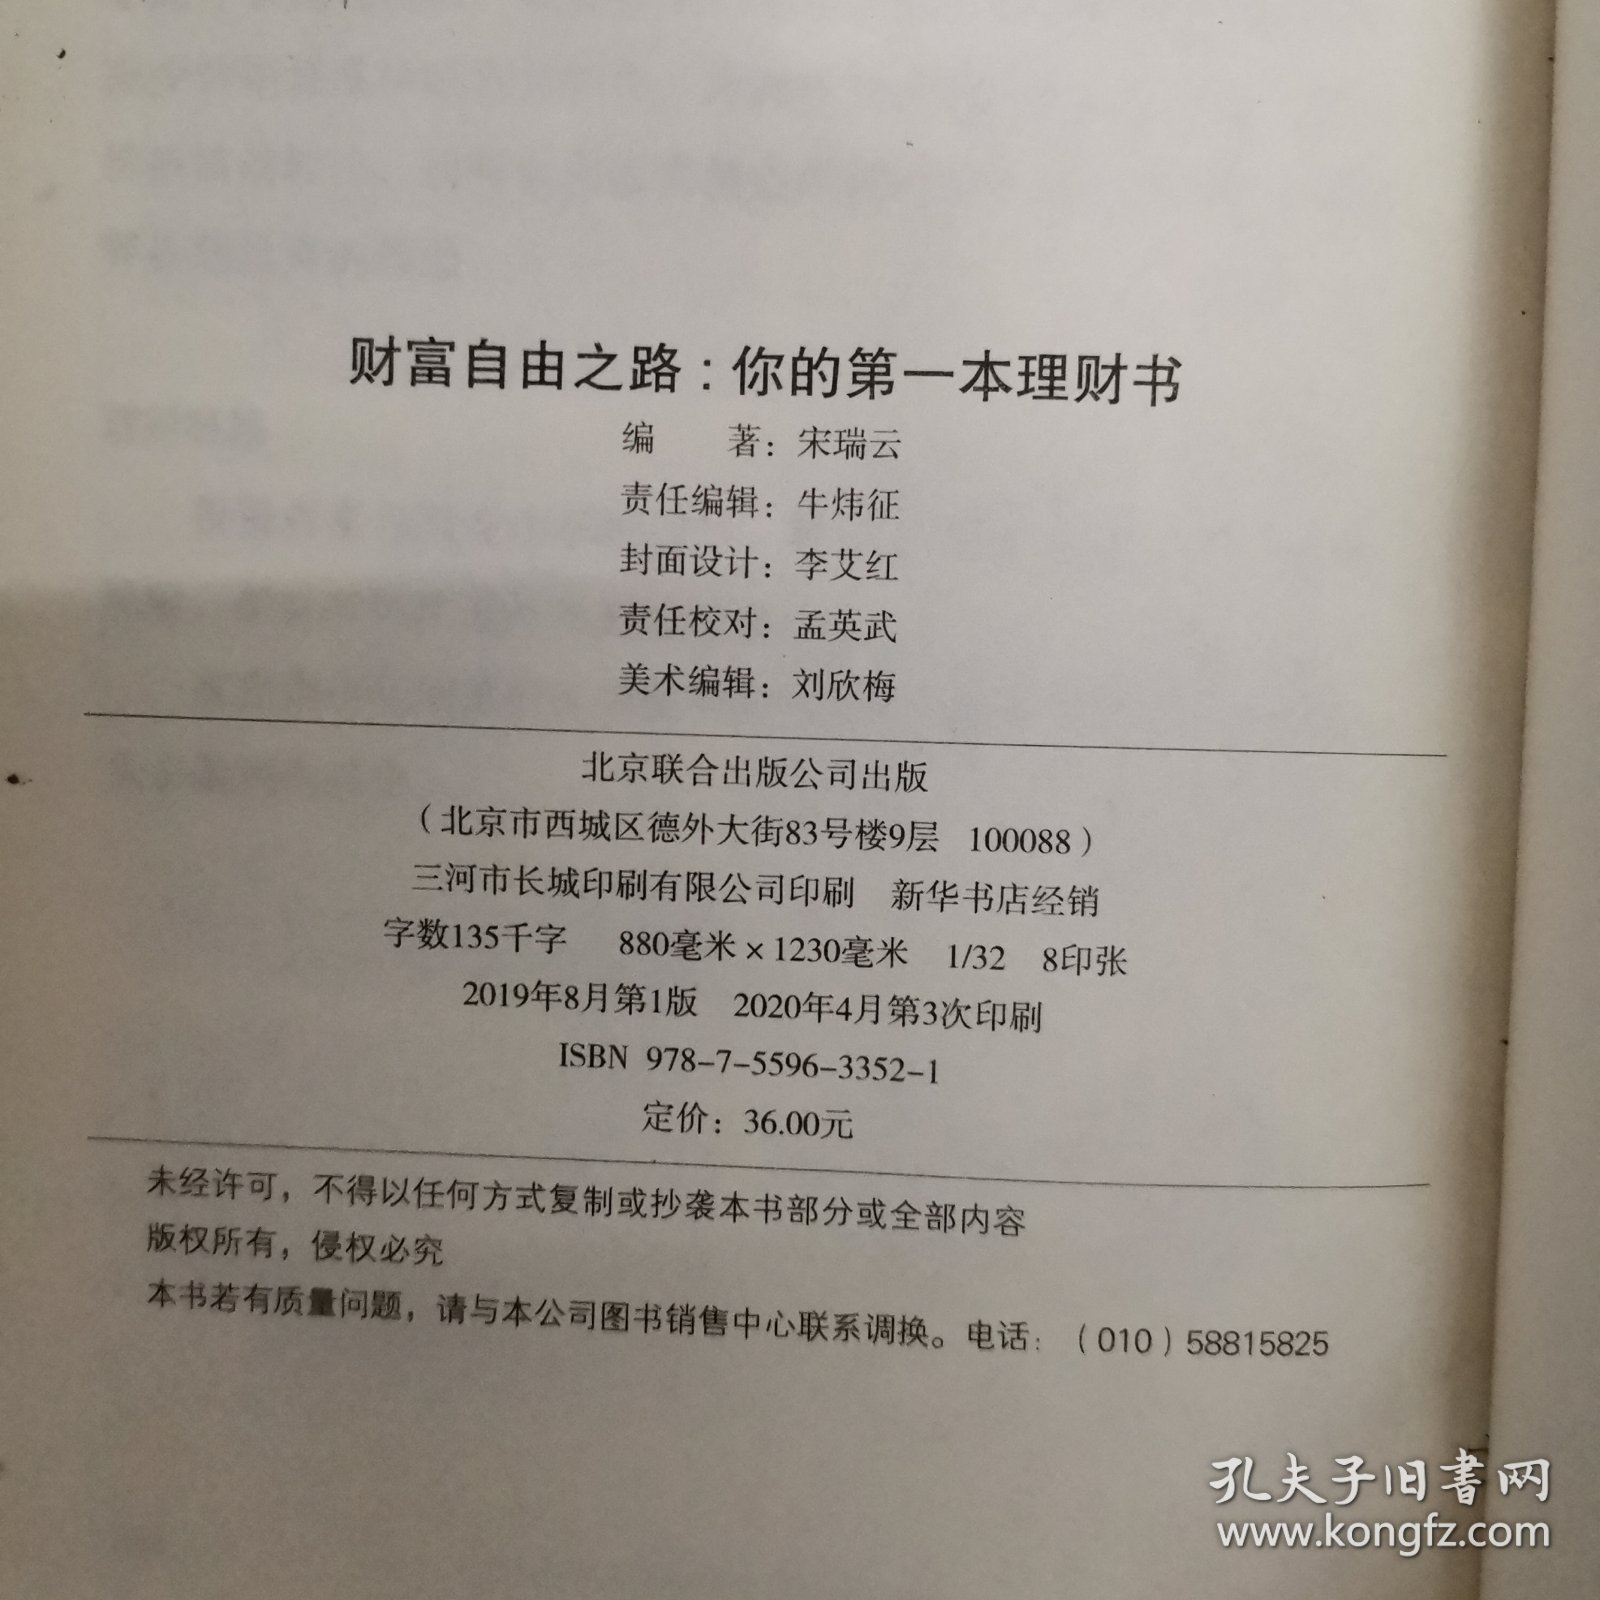 财富自由之路：你的第一本理财书
编　　著：宋瑞云
责任编辑：牛炜征
封面设计：李艾红
责任校对：孟英武
美术编辑：刘欣梅
北京联合出版公司出版
（北京市西城区德外大街83号楼9层　100088）
三河市长城印刷有限公司印刷　新华书店经销
字数135千字　880毫米×1230毫米　1/32　8印张
2019年8月第1版　2020年4月第3次印刷
ISBN 978-7-5596-3352-1
定价：36.00元
未经许可，不得以任何方式复制或抄袭本书部分或全部内容
版权所有，侵权必究
本书若有质量问题，请与本公司图书销售中心联系调换。电话：（010）58815825
孔夫子旧书网
www.kongfz.com